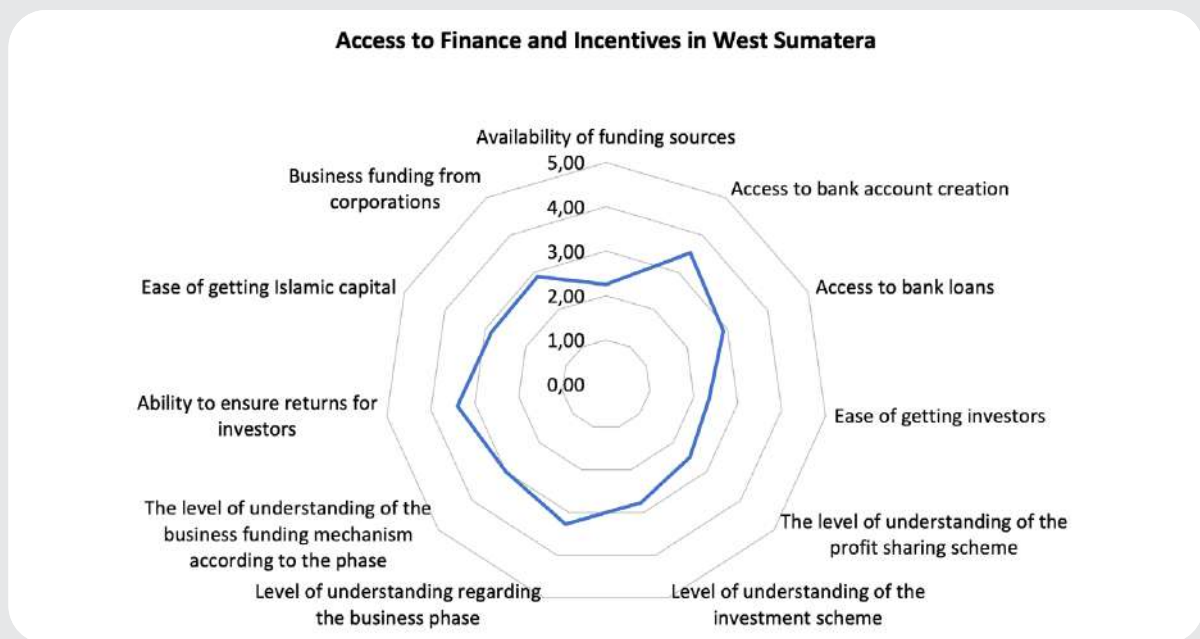 Access to Finance and Incentives in West Sumatera
Availability of funding sources
5,00
4,00
3,00
2,00
1,00
0,00
Access to bank account creation
Access to bank loans
Ease of getting investors
The level of understanding of the
profit sharing scheme
Level of understanding of the
investment scheme
Level of understanding regarding
the business phase
The level of understanding of the
business funding mechanism
according to the phase
Ability to ensure returns for
investors
Ease of getting Islamic capital
Business funding from
corporations